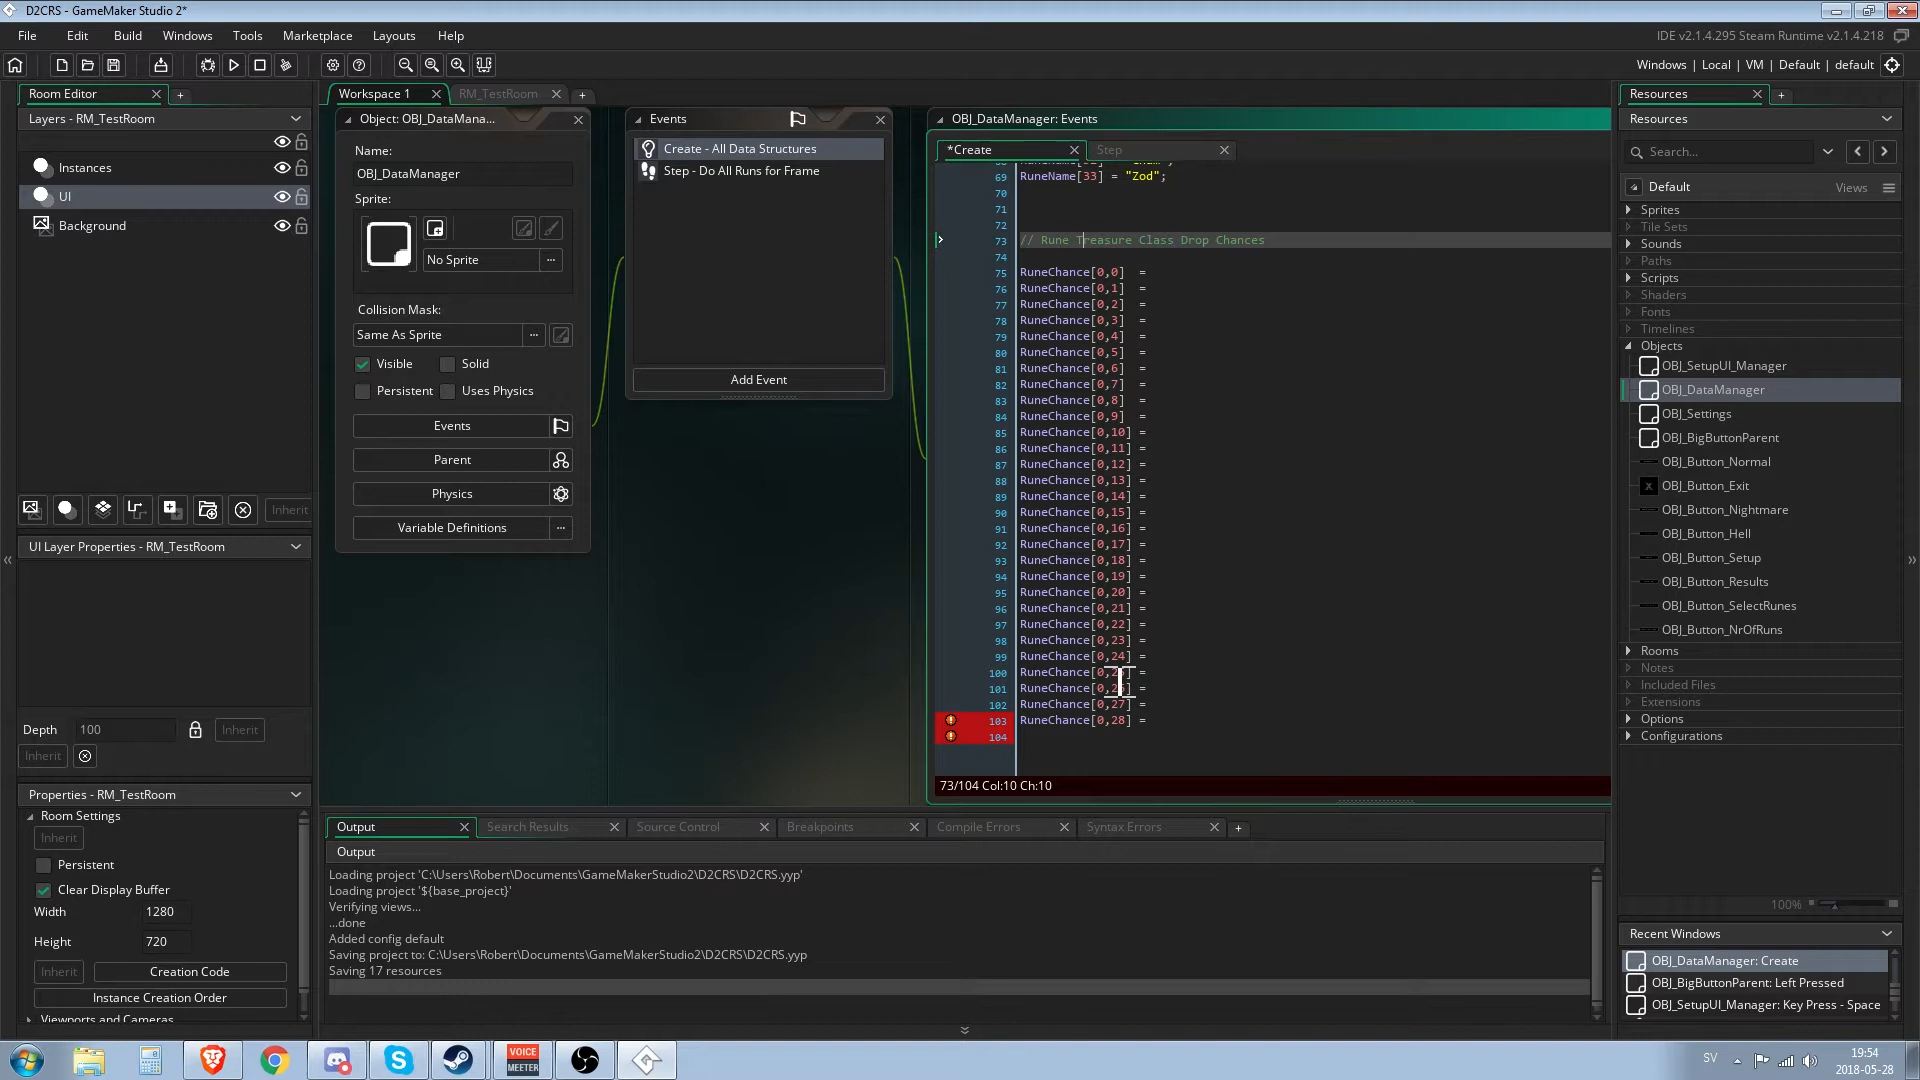 D2CRS - GameMaker Studio 2*
File Edit Build Windows Tools Marketplace Layouts Help
IDE v2.1.4.295 Steam Runtime v2.1.4.218
Windows | Local | VM | Default | default
Room Editor
Layers - RM_TestRoom
Instances
UI
Background
Inherit
UI Layer Properties - RM_TestRoom
Depth 100 Inherit
Inherit
Properties - RM_TestRoom
Room Settings
Inherit
Persistent
Clear Display Buffer
Width 1280
Height 720
Inherit Creation Code
Instance Creation Order
Viewports and Cameras
Workspace 1 RM_TestRoom
Object: OBJ_DataMana...
Name:
OBJ_DataManager
Sprite:
No Sprite
Collision Mask:
Same As Sprite
Visible Solid
Persistent Uses Physics
Events
Parent
Physics
Variable Definitions
Events
Create - All Data Structures
Step - Do All Runs for Frame
Add Event
OBJ_DataManager: Events
*Create Step
69 RuneName[33] = "Zod";
70
71
72
73 // Rune Treasure Class Drop Chances
74
75 RuneChance[0,0] =
76 RuneChance[0,1] =
77 RuneChance[0,2] =
78 RuneChance[0,3] =
79 RuneChance[0,4] =
80 RuneChance[0,5] =
81 RuneChance[0,6] =
82 RuneChance[0,7] =
83 RuneChance[0,8] =
84 RuneChance[0,9] =
85 RuneChance[0,10] =
86 RuneChance[0,11] =
87 RuneChance[0,12] =
88 RuneChance[0,13] =
89 RuneChance[0,14] =
90 RuneChance[0,15] =
91 RuneChance[0,16] =
92 RuneChance[0,17] =
93 RuneChance[0,18] =
94 RuneChance[0,19] =
95 RuneChance[0,20] =
96 RuneChance[0,21] =
97 RuneChance[0,22] =
98 RuneChance[0,23] =
99 RuneChance[0,24] =
100 RuneChance[0,25] =
101 RuneChance[0,26] =
102 RuneChance[0,27] =
103 RuneChance[0,28] =
104
73/104 Col:10 Ch:10
Output Search Results Source Control Breakpoints Compile Errors Syntax Errors
Output
Loading project 'C:\Users\Robert\Documents\GameMakerStudio2\D2CRS\D2CRS.yyp'
Loading project '${base_project}'
Verifying views...
...done
Added config default
Saving project to: C:\Users\Robert\Documents\GameMakerStudio2\D2CRS\D2CRS.yyp
Saving 17 resources
Resources
Resources
Search...
Default Views
Sprites
Tile Sets
Sounds
Paths
Scripts
Shaders
Fonts
Timelines
Objects
OBJ_SetupUI_Manager
OBJ_DataManager
OBJ_Settings
OBJ_BigButtonParent
OBJ_Button_Normal
OBJ_Button_Exit
OBJ_Button_Nightmare
OBJ_Button_Hell
OBJ_Button_Setup
OBJ_Button_Results
OBJ_Button_SelectRunes
OBJ_Button_NrOfRuns
Rooms
Notes
Included Files
Extensions
Options
Configurations
100%
Recent Windows
OBJ_DataManager: Create
OBJ_BigButtonParent: Left Pressed
OBJ_SetupUI_Manager: Key Press - Space
VOICE
MEETER
SV
19:54
2018-05-28